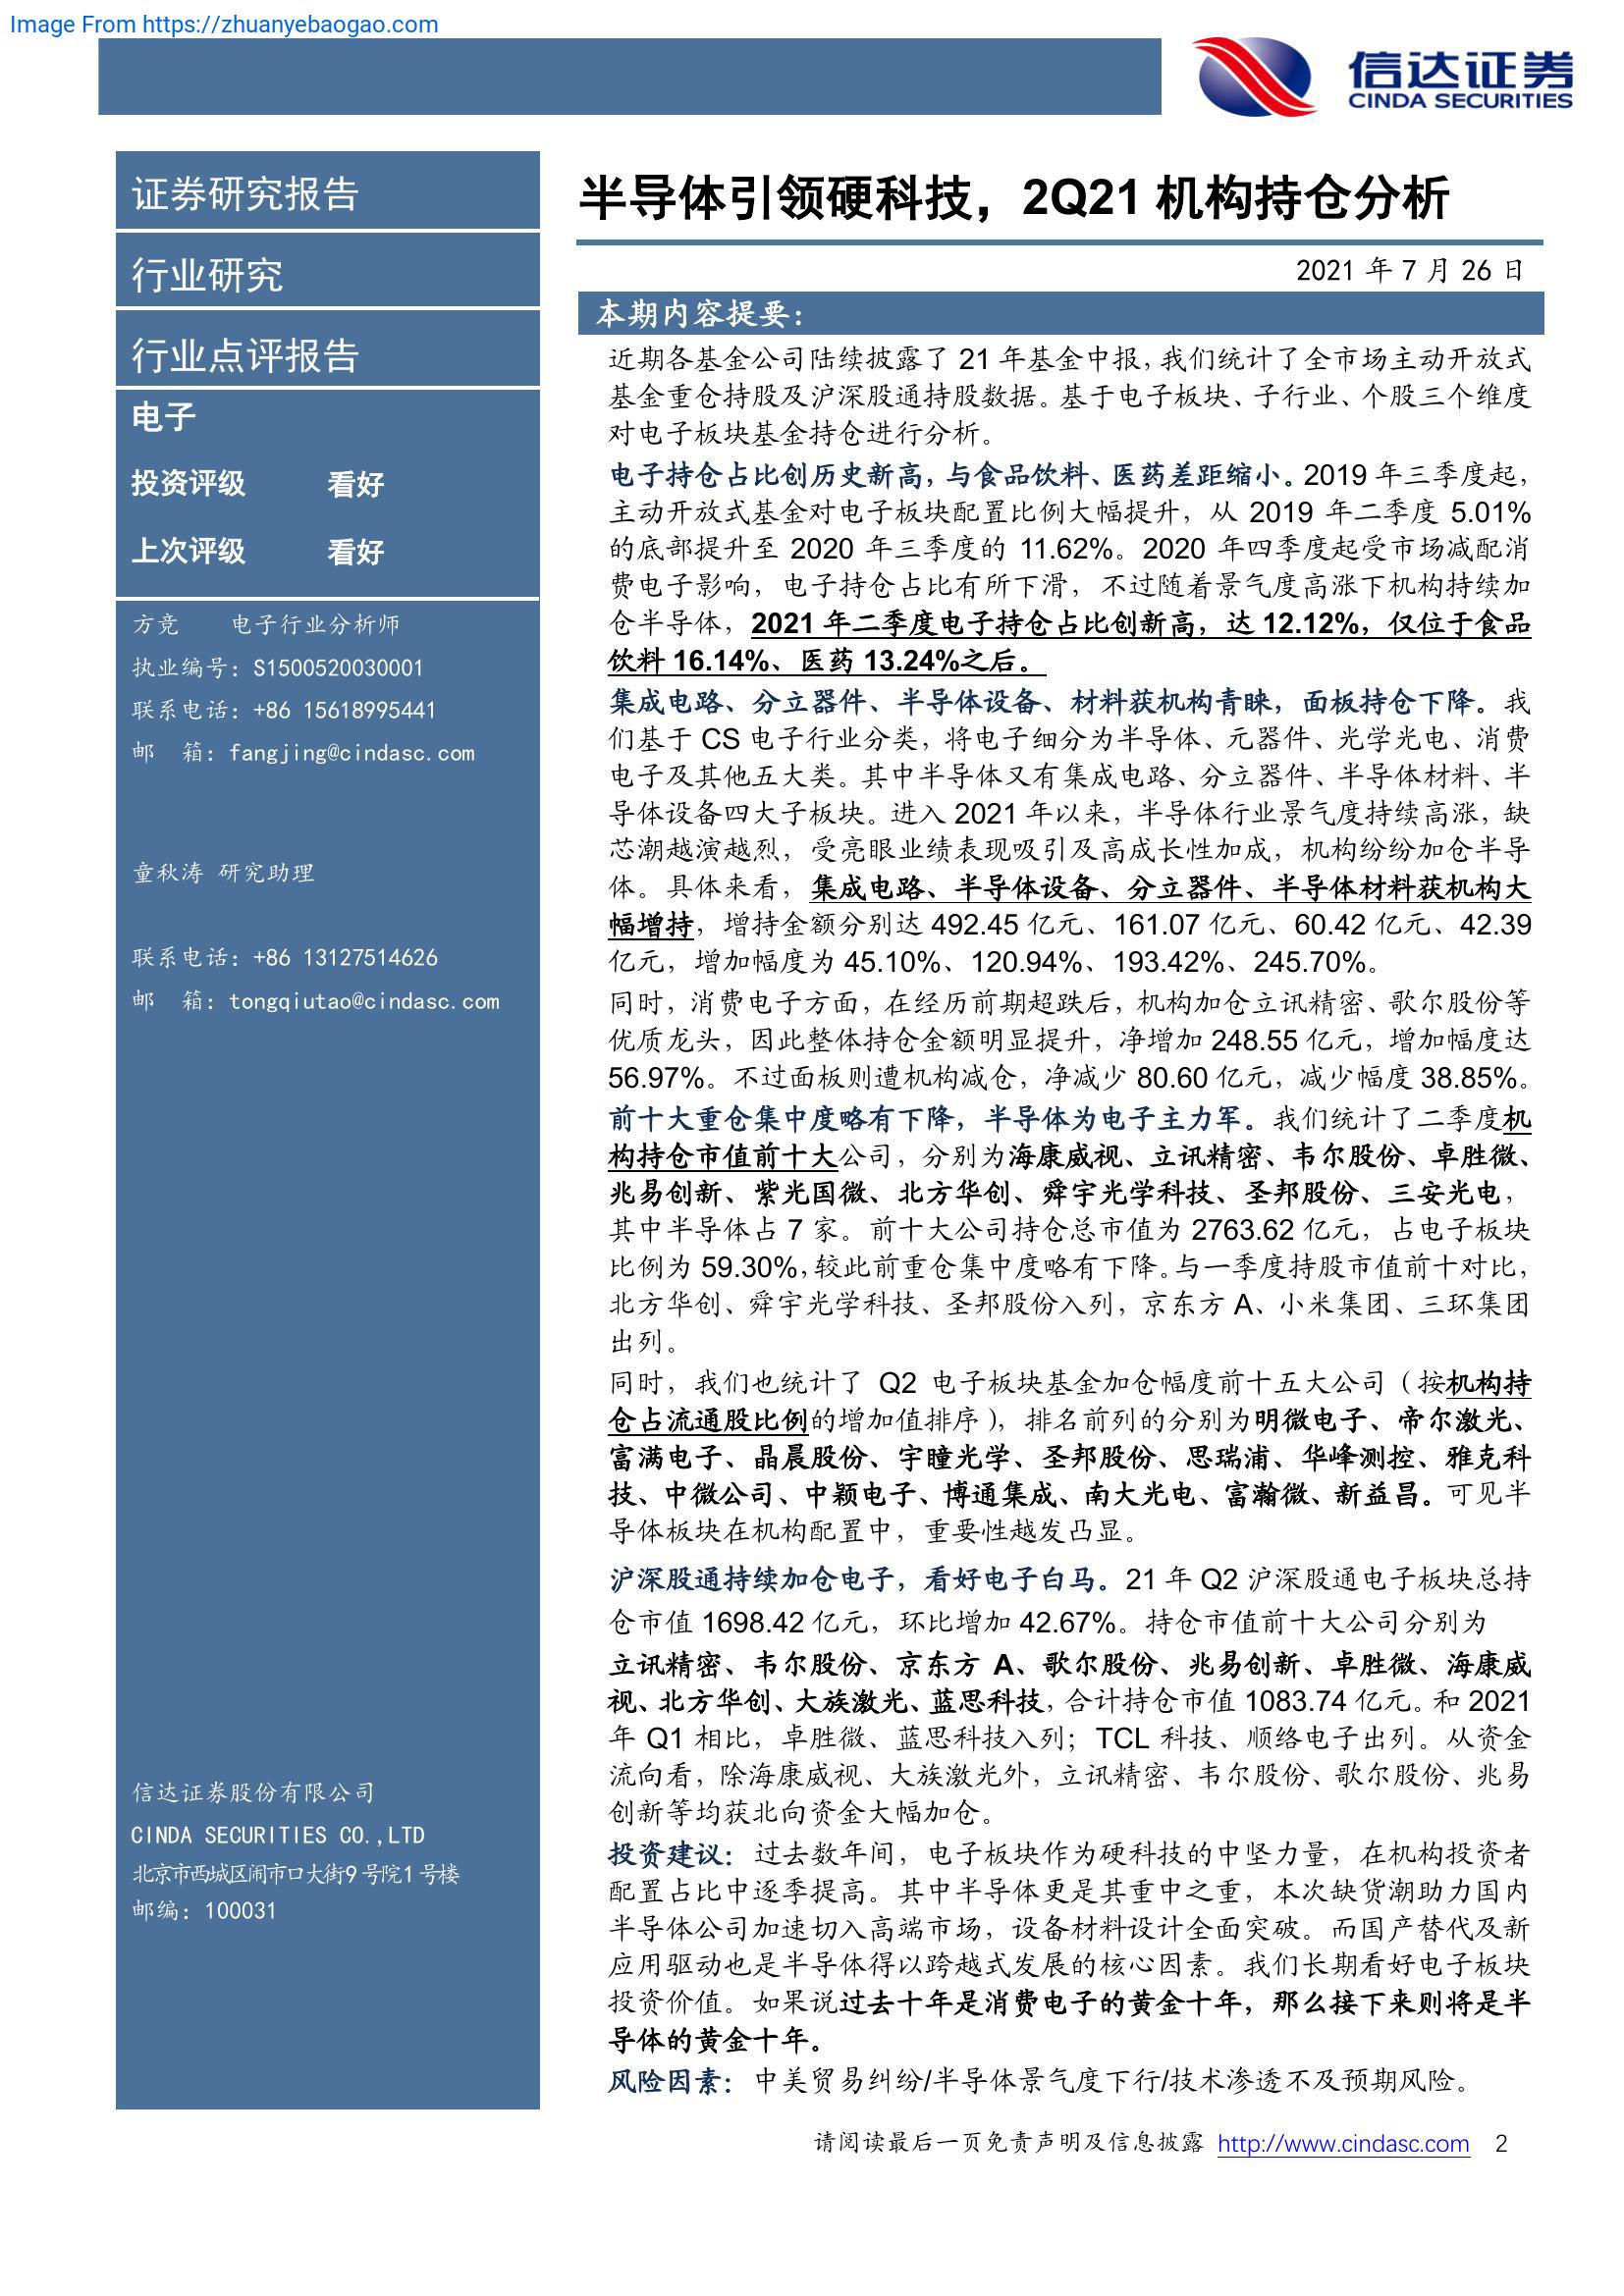 Image From https://zhuanyebaogao.com
信达证券
CINDA SECURITIES
证券研究报告
行业研究
行业点评报告
电子
投资评级 看好
上次评级 看好
方竞 电子行业分析师
执业编号：S1500520030001
联系电话：+86 15618995441
邮 箱：fangjing@cindasc.com
童秋涛 研究助理
联系电话：+86 13127514626
邮 箱：tongqiutao@cindasc.com
信达证券股份有限公司
CINDA SECURITIES CO.,LTD
北京市西城区闹市口大街9号院1号楼
邮编：100031
半导体引领硬科技，2Q21 机构持仓分析
2021 年 7 月 26 日
本期内容提要：
近期各基金公司陆续披露了 21 年基金中报，我们统计了全市场主动开放式
基金重仓持股及沪深股通持股数据。基于电子板块、子行业、个股三个维度
对电子板块基金持仓进行分析。
电子持仓占比创历史新高，与食品饮料、医药差距缩小。2019 年三季度起，
主动开放式基金对电子板块配置比例大幅提升，从 2019 年二季度 5.01%
的底部提升至 2020 年三季度的 11.62%。2020 年四季度起受市场减配消
费电子影响，电子持仓占比有所下滑，不过随着景气度高涨下机构持续加
仓半导体，2021 年二季度电子持仓占比创新高，达 12.12%，仅位于食品
饮料 16.14%、医药 13.24%之后。
集成电路、分立器件、半导体设备、材料获机构青睐，面板持仓下降。我
们基于 CS 电子行业分类，将电子细分为半导体、元器件、光学光电、消费
电子及其他五大类。其中半导体又有集成电路、分立器件、半导体材料、半
导体设备四大子板块。进入 2021 年以来，半导体行业景气度持续高涨，缺
芯潮越演越烈，受亮眼业绩表现吸引及高成长性加成，机构纷纷加仓半导
体。具体来看，集成电路、半导体设备、分立器件、半导体材料获机构大
幅增持，增持金额分别达 492.45 亿元、161.07 亿元、60.42 亿元、42.39
亿元，增加幅度为 45.10%、120.94%、193.42%、245.70%。
同时，消费电子方面，在经历前期超跌后，机构加仓立讯精密、歌尔股份等
优质龙头，因此整体持仓金额明显提升，净增加 248.55 亿元，增加幅度达
56.97%。不过面板则遭机构减仓，净减少 80.60 亿元，减少幅度 38.85%。
前十大重仓集中度略有下降，半导体为电子主力军。我们统计了二季度机
构持仓市值前十大公司，分别为海康威视、立讯精密、韦尔股份、卓胜微、
兆易创新、紫光国微、北方华创、舜宇光学科技、圣邦股份、三安光电，
其中半导体占 7 家。前十大公司持仓总市值为 2763.62 亿元，占电子板块
比例为 59.30%，较此前重仓集中度略有下降。与一季度持股市值前十对比，
北方华创、舜宇光学科技、圣邦股份入列，京东方 A、小米集团、三环集团
出列。
同时，我们也统计了 Q2 电子板块基金加仓幅度前十五大公司（按机构持
仓占流通股比例的增加值排序），排名前列的分别为明微电子、帝尔激光、
富满电子、晶晨股份、宇瞳光学、圣邦股份、思瑞浦、华峰测控、雅克科
技、中微公司、中颖电子、博通集成、南大光电、富瀚微、新益昌。可见半
导体板块在机构配置中，重要性越发凸显。
沪深股通持续加仓电子，看好电子白马。21 年 Q2 沪深股通电子板块总持
仓市值 1698.42 亿元，环比增加 42.67%。持仓市值前十大公司分别为
立讯精密、韦尔股份、京东方 A、歌尔股份、兆易创新、卓胜微、海康威
视、北方华创、大族激光、蓝思科技，合计持仓市值 1083.74 亿元。和 2021
年 Q1 相比，卓胜微、蓝思科技入列；TCL 科技、顺络电子出列。从资金
流向看，除海康威视、大族激光外，立讯精密、韦尔股份、歌尔股份、兆易
创新等均获北向资金大幅加仓。
投资建议：过去数年间，电子板块作为硬科技的中坚力量，在机构投资者
配置占比中逐季提高。其中半导体更是其重中之重，本次缺货潮助力国内
半导体公司加速切入高端市场，设备材料设计全面突破。而国产替代及新
应用驱动也是半导体得以跨越式发展的核心因素。我们长期看好电子板块
投资价值。如果说过去十年是消费电子的黄金十年，那么接下来则将是半
导体的黄金十年。
风险因素：中美贸易纠纷/半导体景气度下行/技术渗透不及预期风险。
请阅读最后一页免责声明及信息披露 http://www.cindasc.com 2